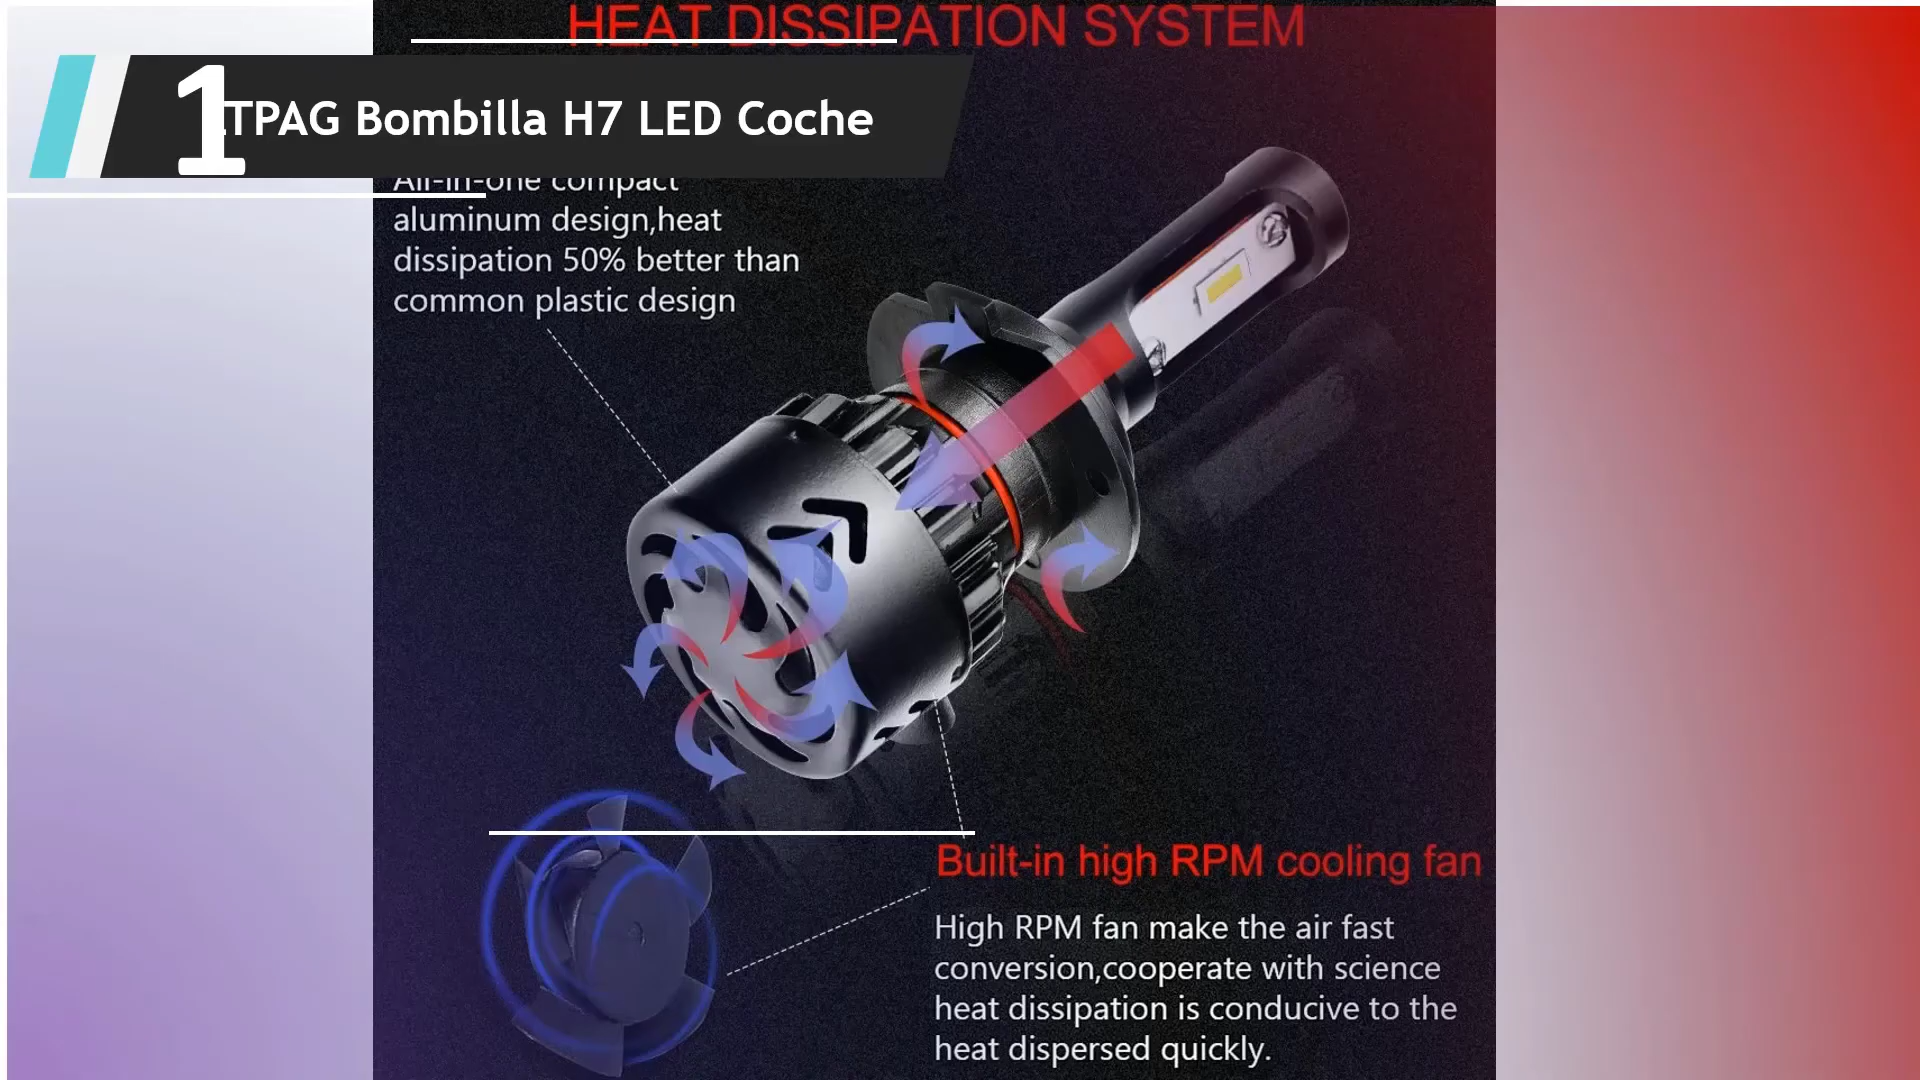 HEAT DISSIPATION SYSTEM
1
TPAG Bombilla H7 LED Coche
All-in-one compact
aluminum design,heat
dissipation 50% better than
common plastic design
Built-in high RPM cooling fan
High RPM fan make the air fast
conversion,cooperate with science
heat dissipation is conducive to the
heat dispersed quickly.